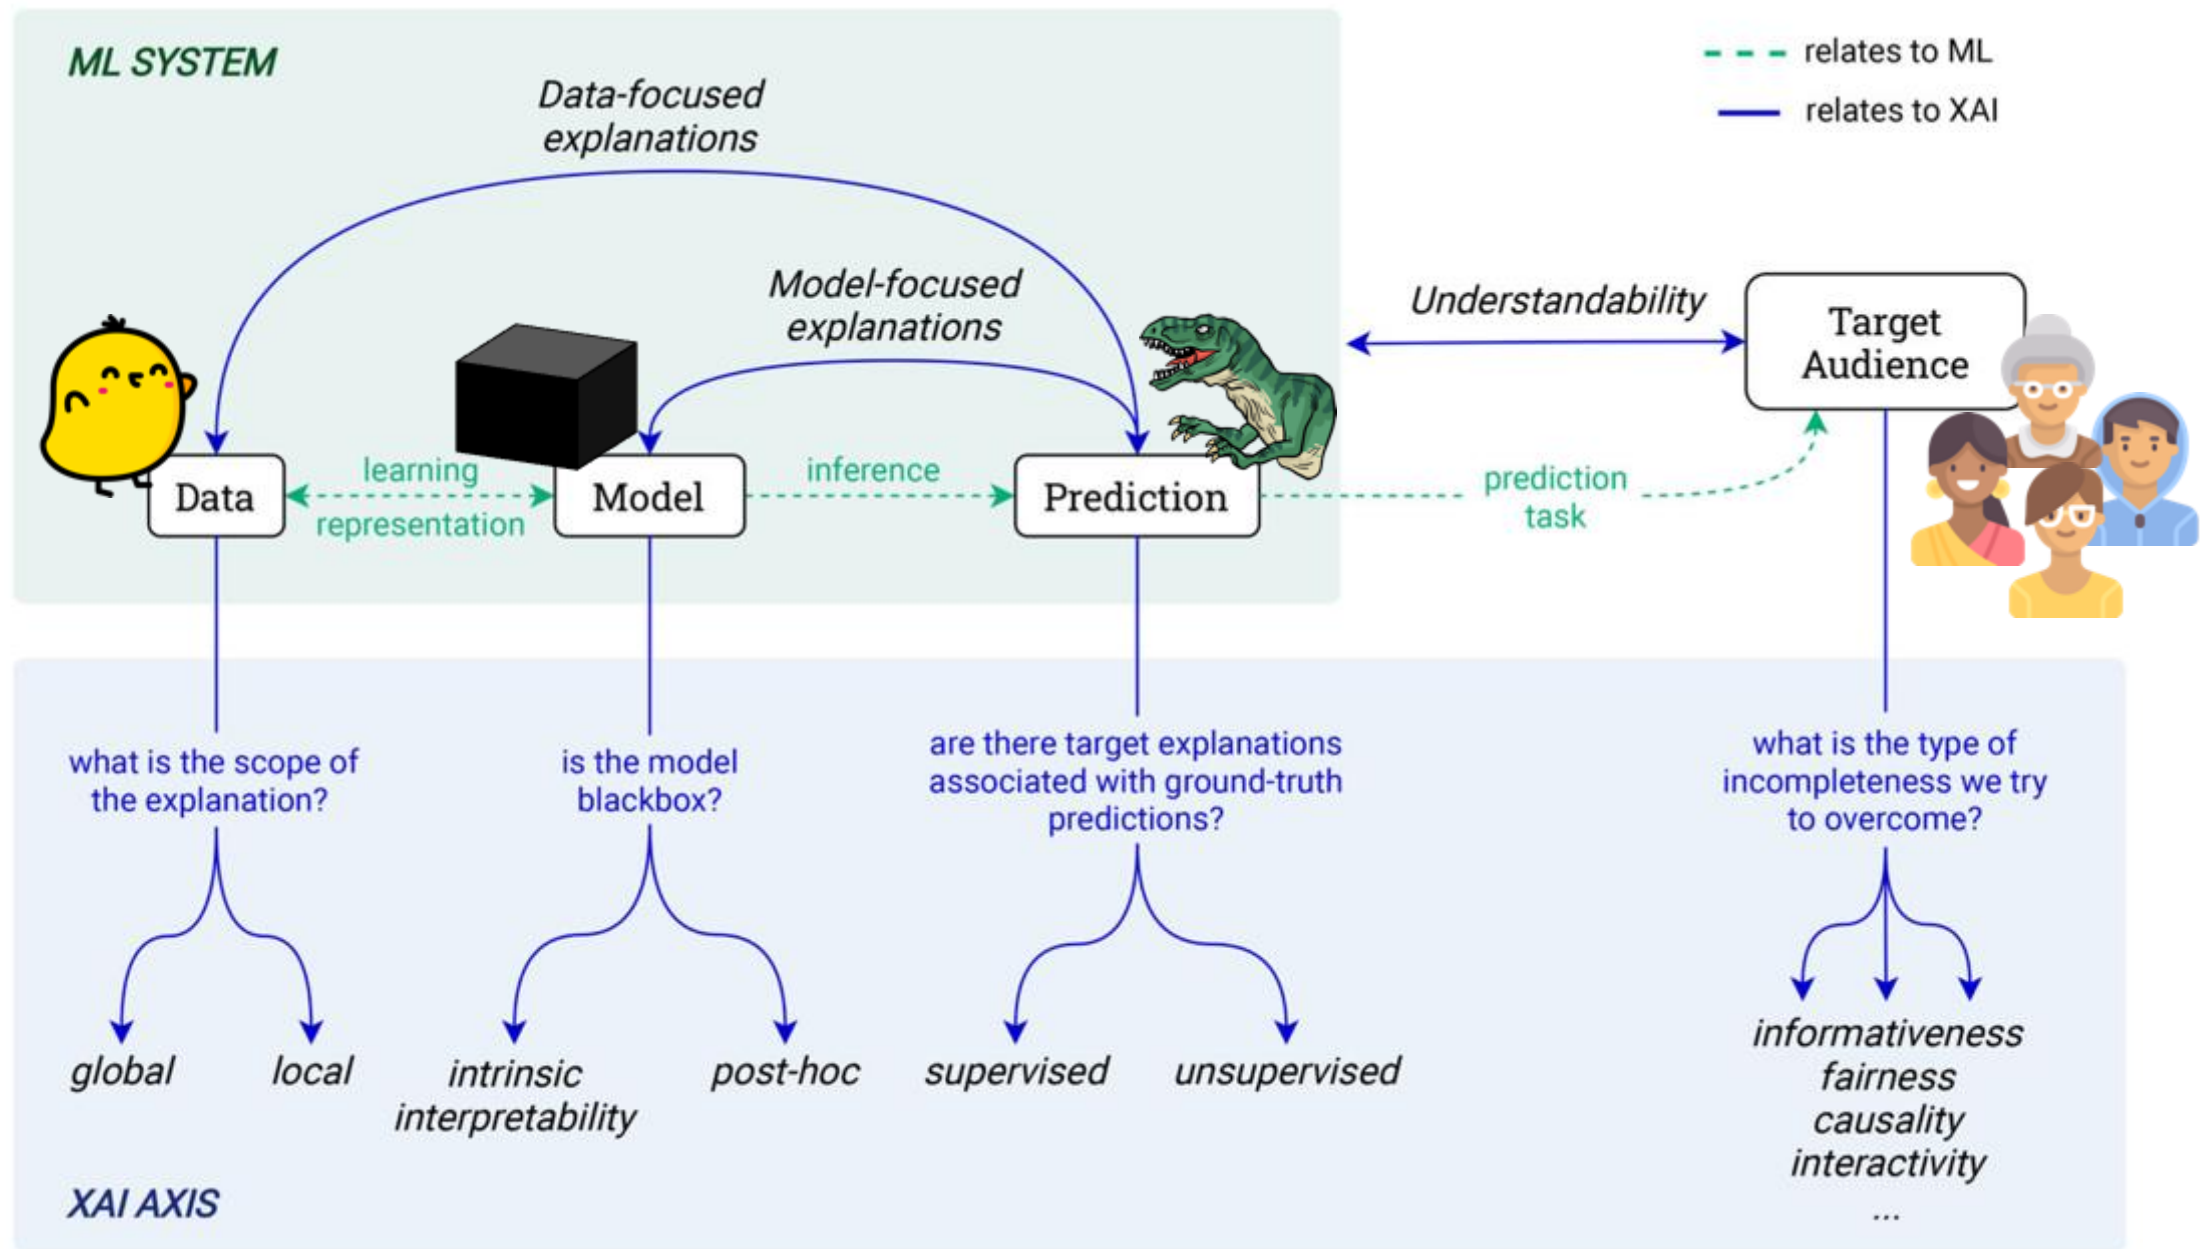 ML SYSTEM
relates to ML
relates to XAI
Data-focused
explanations
Model-focused
explanations
Understandability
Target
Audience
Data
learning
representation
Model
inference
Prediction
prediction
task
what is the scope of
the explanation?
is the model
blackbox?
are there target explanations
associated with ground-truth
predictions?
what is the type of
incompleteness we try
to overcome?
global
local
intrinsic
interpretability
post-hoc
supervised
unsupervised
informativeness
fairness
causality
interactivity
...
XAI AXIS